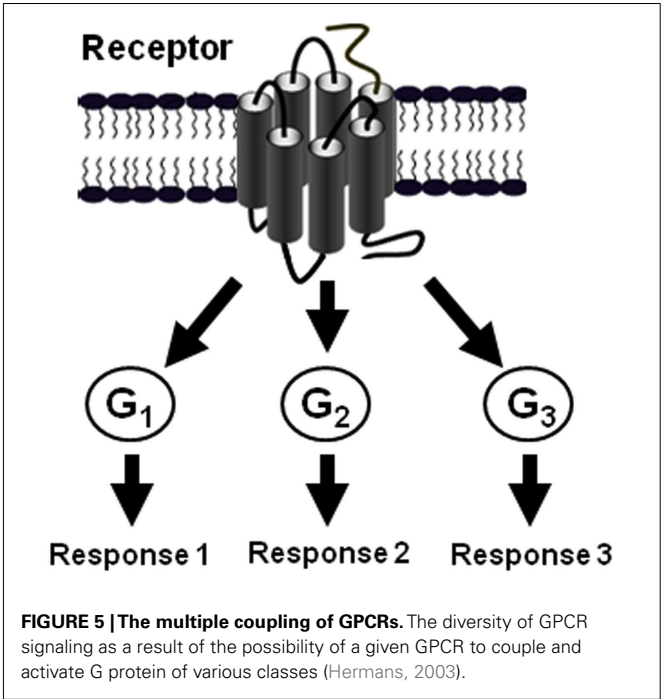 Receptor
G1 G2 G3
Response 1 Response 2 Response 3
FIGURE 5 | The multiple coupling of GPCRs. The diversity of GPCR
signaling as a result of the possibility of a given GPCR to couple and
activate G protein of various classes (Hermans, 2003).